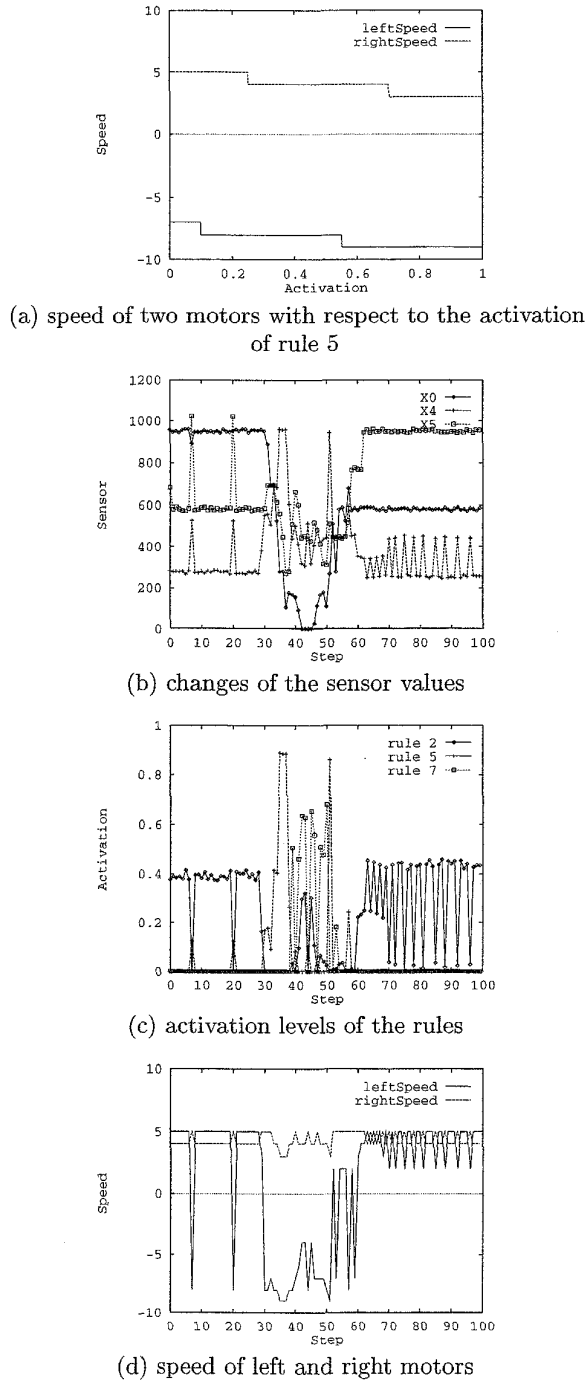 10
5
0
-5
-10
Speed
leftSpeed
rightSpeed
0 0.2 0.4 0.6 0.8 1
Activation
(a) speed of two motors with respect to the activation
of rule 5
1200
1000
800
600
400
200
0
Sensor
X0
X4
X5
0 10 20 30 40 50 60 70 80 90 100
Step
(b) changes of the sensor values
1
0.8
0.6
0.4
0.2
0
Activation
rule 2
rule 5
rule 7
0 10 20 30 40 50 60 70 80 90 100
Step
(c) activation levels of the rules
10
5
0
-5
-10
Speed
leftSpeed
rightSpeed
0 10 20 30 40 50 60 70 80 90 100
Step
(d) speed of left and right motors